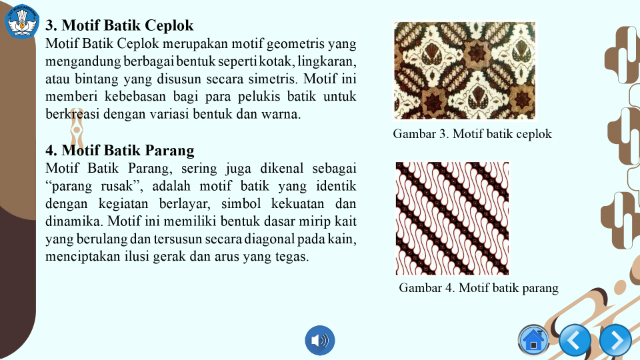 3. Motif Batik Ceplok
Motif Batik Ceplok merupakan motif geometris yang
mengandung berbagai bentuk seperti kotak, lingkaran,
atau bintang yang disusun secara simetris. Motif ini
memberi kebebasan bagi para pelukis batik untuk
berkreasi dengan variasi bentuk dan warna.
Gambar 3. Motif batik ceplok
4. Motif Batik Parang
Motif Batik Parang, sering juga dikenal sebagai
“parang rusak”, adalah motif batik yang identik
dengan kegiatan berlayar, simbol kekuatan dan
dinamika. Motif ini memiliki bentuk dasar mirip kait
yang berulang dan tersusun secara diagonal pada kain,
menciptakan ilusi gerak dan arus yang tegas.
Gambar 4. Motif batik parang